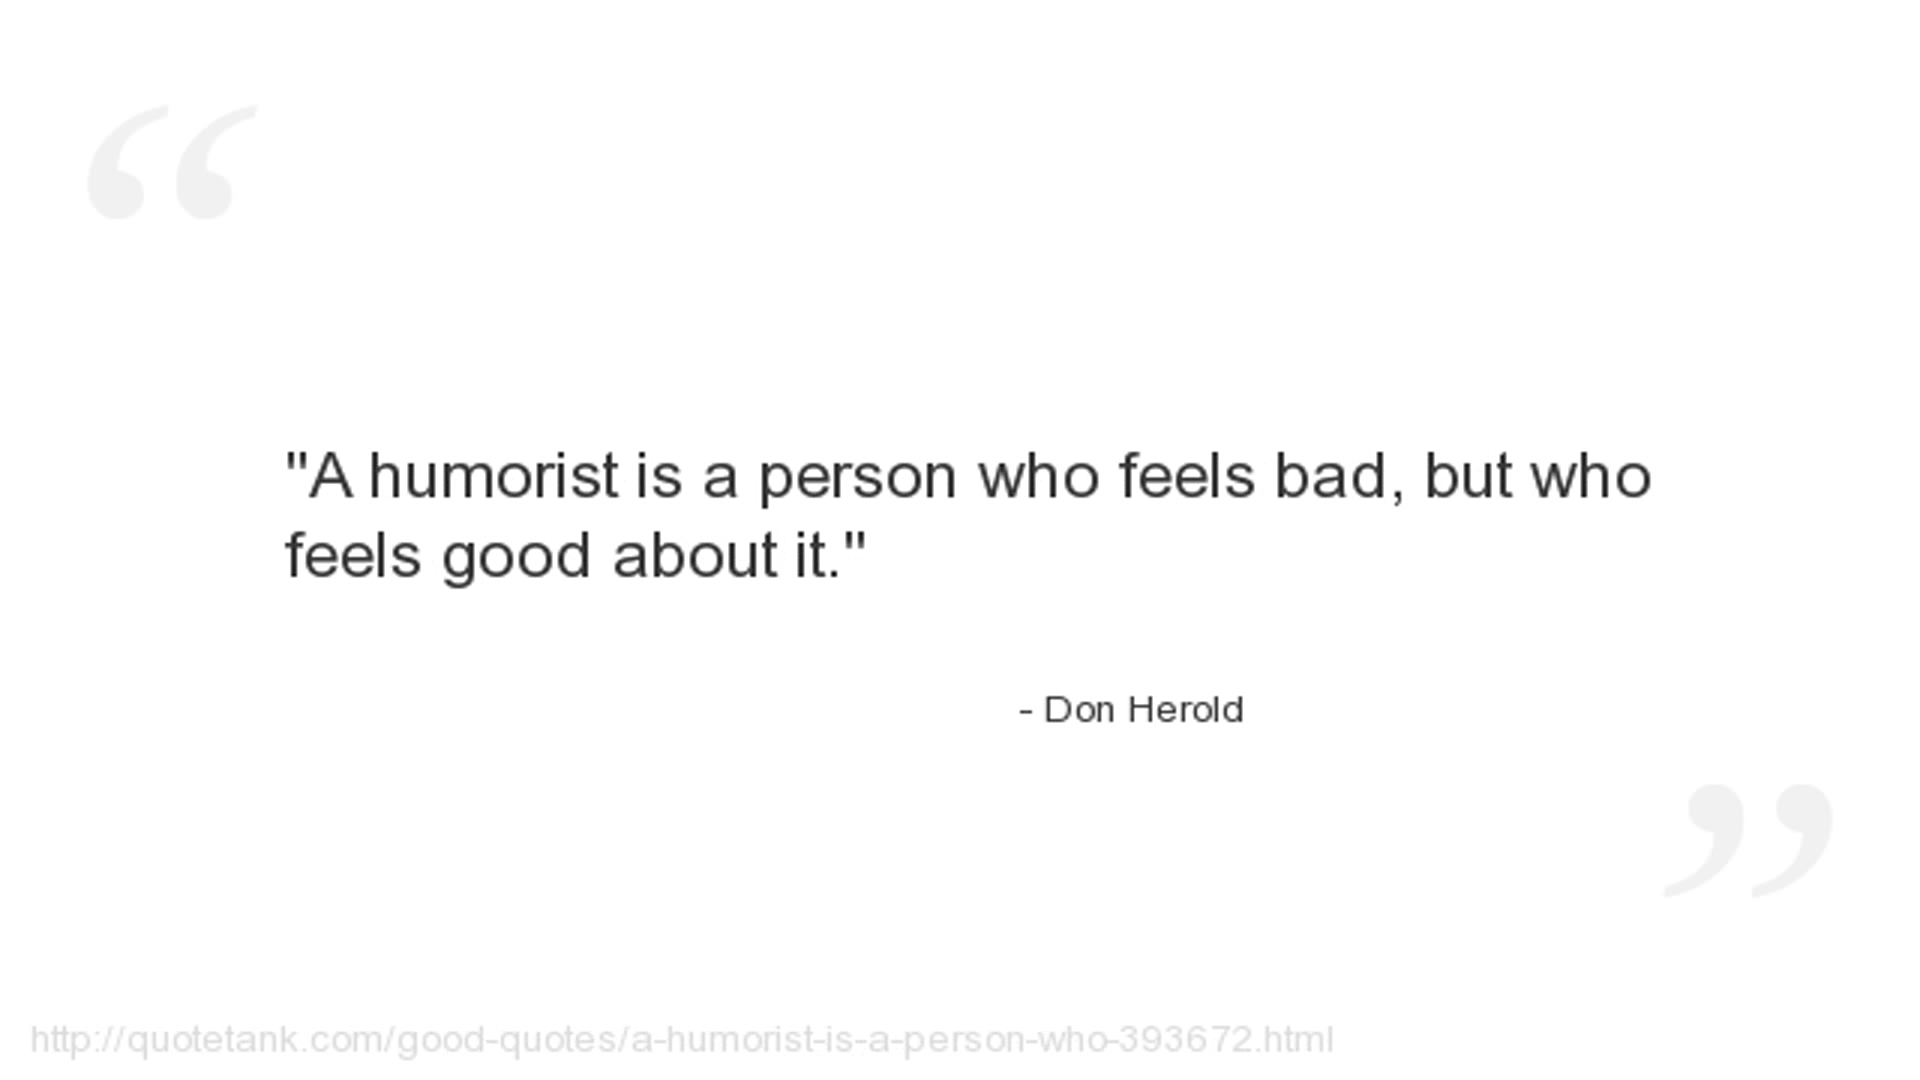 "A humorist is a person who feels bad, but who
feels good about it."
- Don Herold
http://quotetank.com/good-quotes/a-humorist-is-a-person-who-393672.html